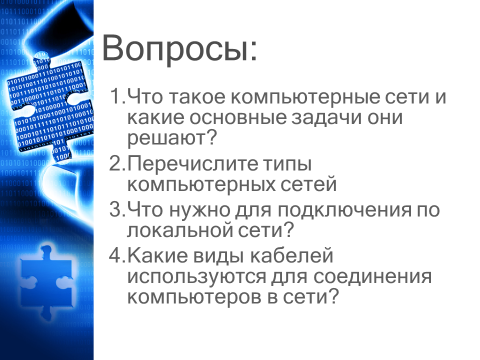 Вопросы:
1.Что такое компьютерные сети и
какие основные задачи они
решают?
2.Перечислите типы
компьютерных сетей
3.Что нужно для подключения по
локальной сети?
4.Какие виды кабелей
используются для соединения
компьютеров в сети?